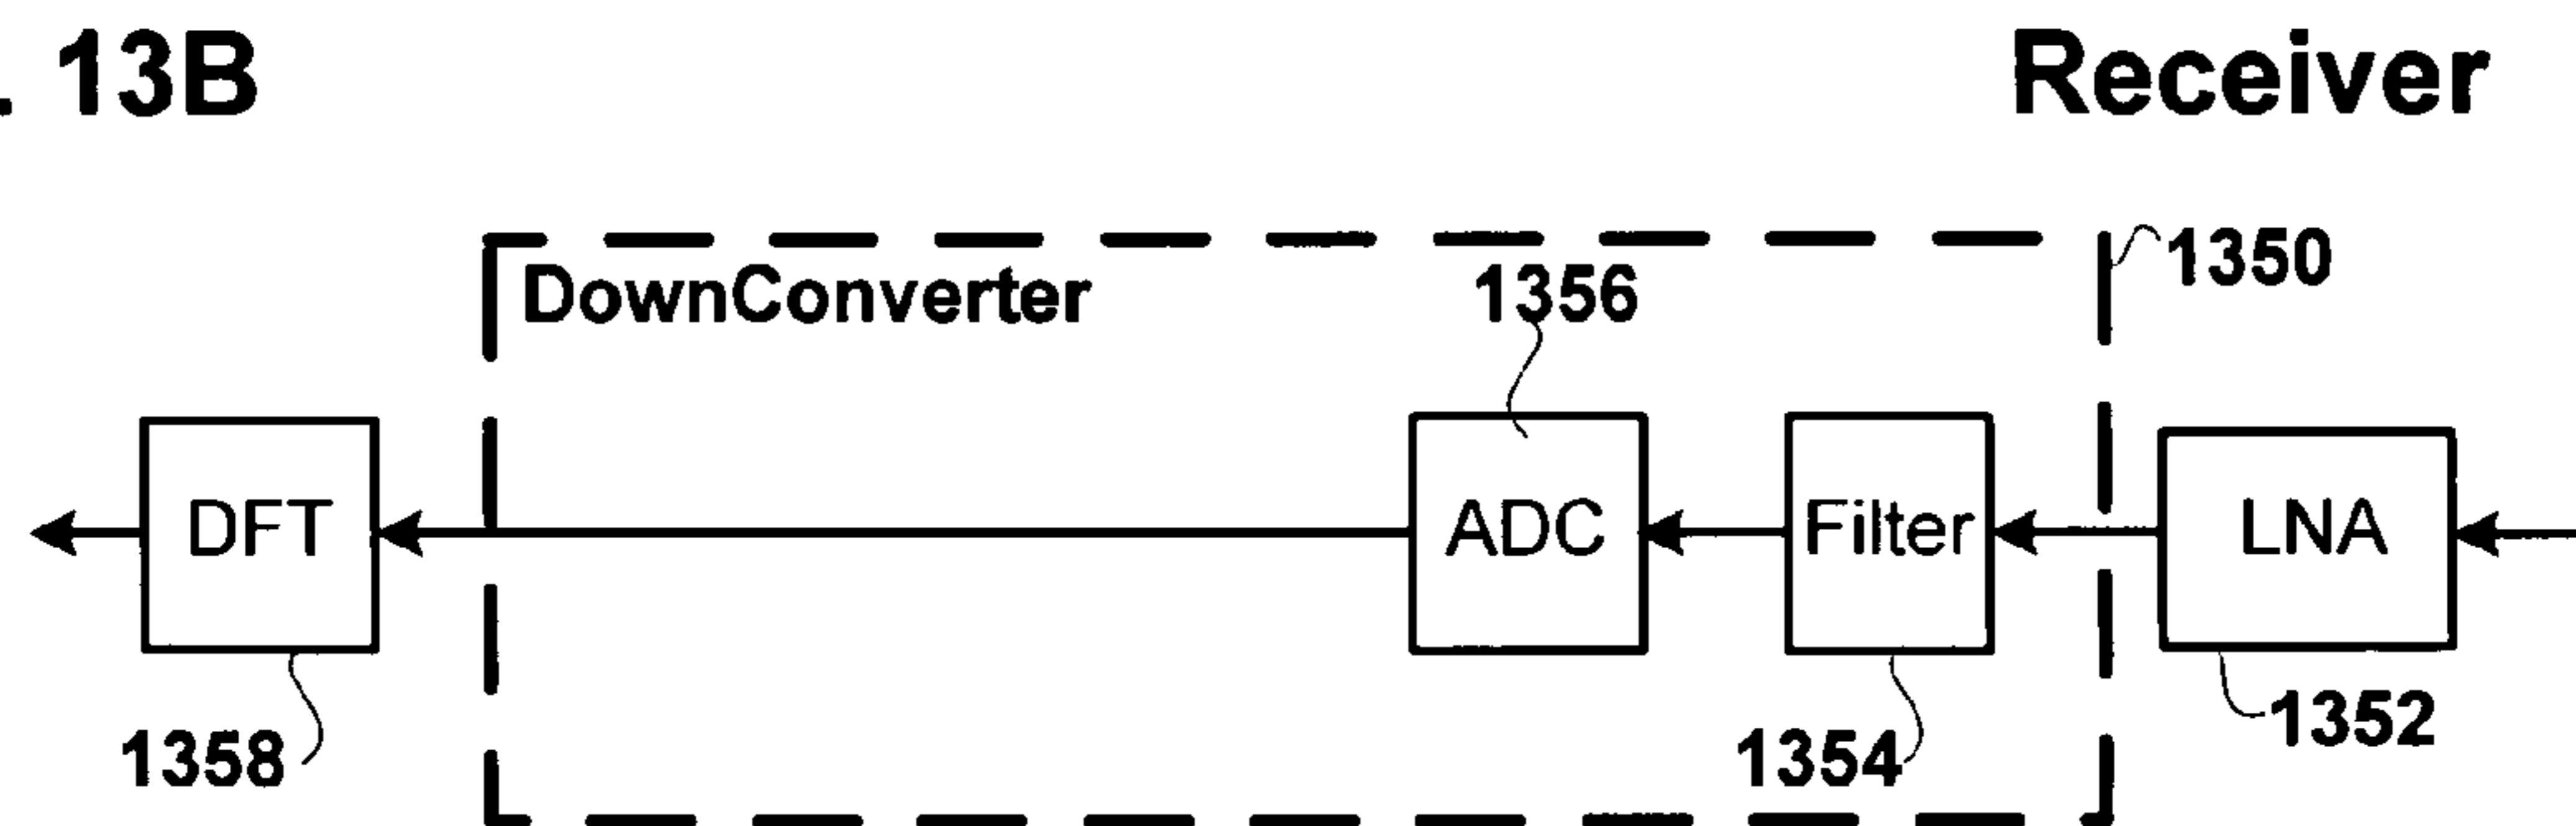 . 13B
Receiver
1350
DownConverter
1356
DFT
ADC
Filter
LNA
1358
1354
1352